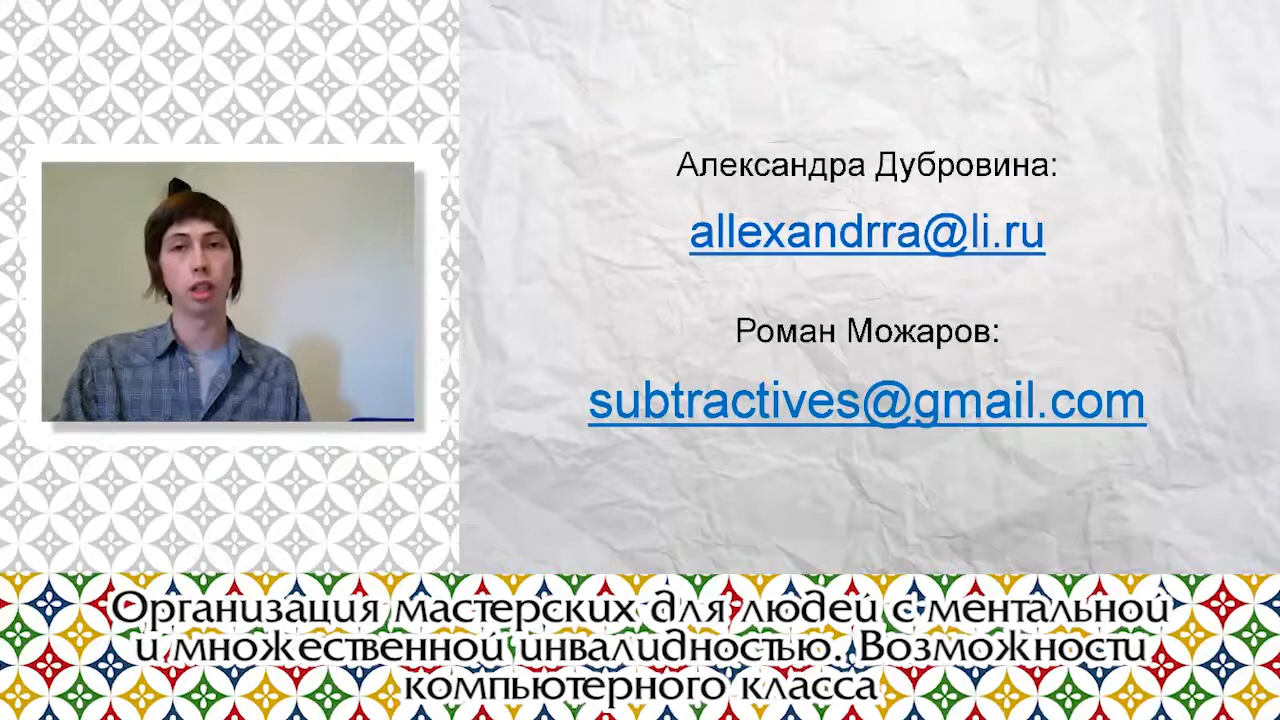 Александра Дубровина:
allexandrra@li.ru
Роман Можаров:
subtractives@gmail.com
Организация мастерских для людей с ментальной
и множественной инвалидностью. Возможности
компьютерного класса